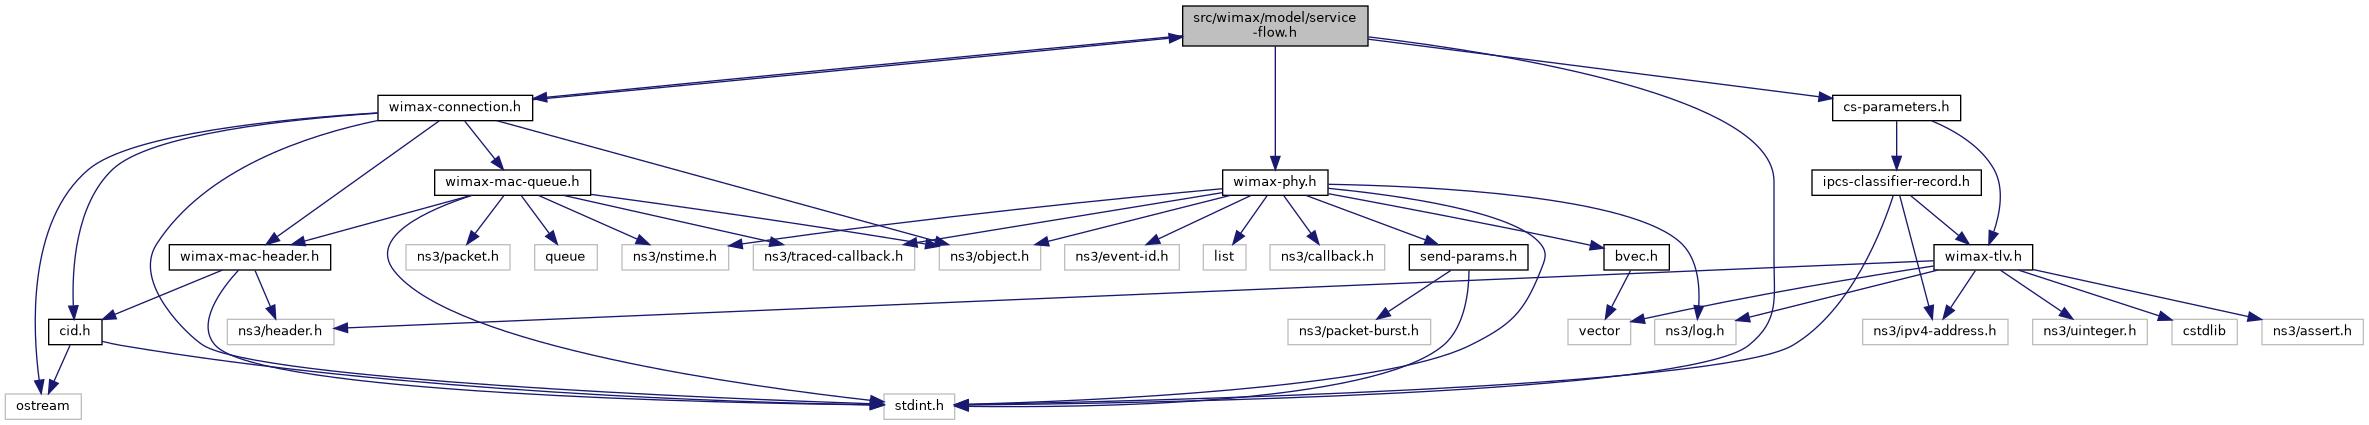 src/wimax/model/service
-flow.h
wimax-connection.h
cs-parameters.h
wimax-mac-queue.h
wimax-phy.h
ipcs-classifier-record.h
wimax-mac-header.h
ns3/packet.h
queue
ns3/nstime.h
ns3/traced-callback.h
ns3/object.h
ns3/event-id.h
list
ns3/callback.h
send-params.h
bvec.h
wimax-tlv.h
cid.h
ns3/header.h
ns3/packet-burst.h
vector
ns3/log.h
ns3/ipv4-address.h
ns3/uinteger.h
cstdlib
ns3/assert.h
ostream
stdint.h